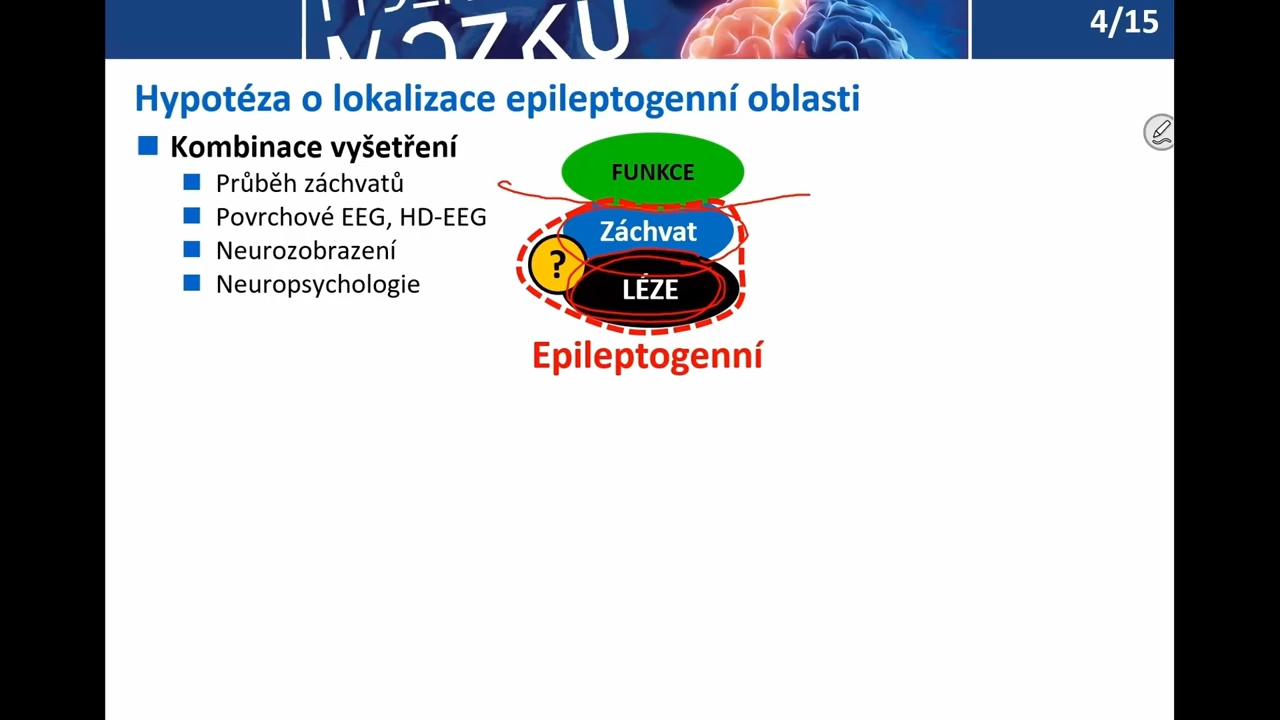 4/15
Hypotéza o lokalizace epileptogenní oblasti
Kombinace vyšetření
Průběh záchvatů
Povrchové EEG, HD-EEG
Neurozobrazení
Neuropsychologie
FUNKCE
Záchvat
?
LÉZE
Epileptogenní